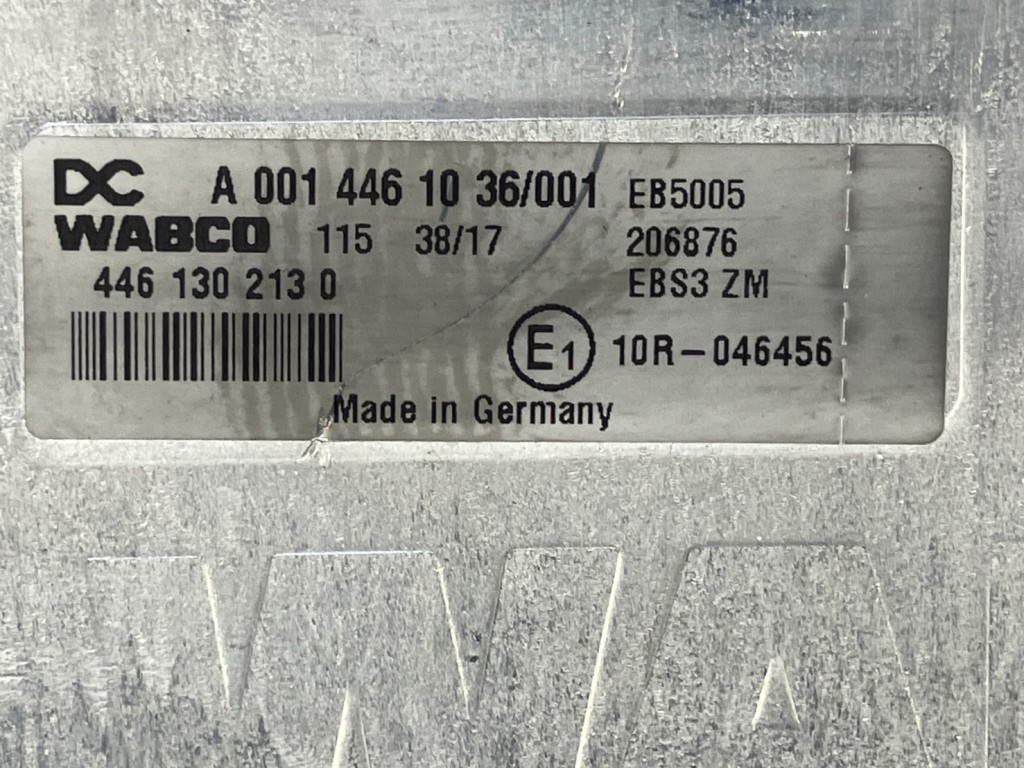 DC A 001 446 10 36/001 EB5005
WABCO 115 38/17 206876
446 130 213 0 EBS3 ZM
E1 10R-046456
Made in Germany
WA